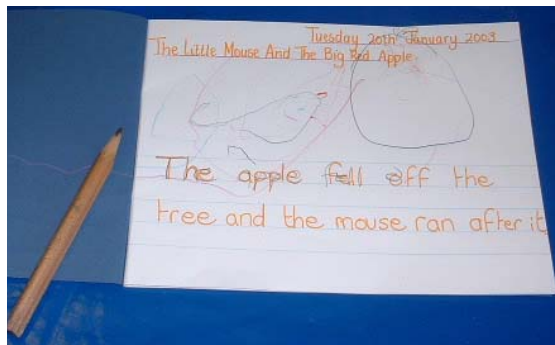 Tuesday 20th January 2003
The Little Mouse And The Big Red Apple.
The apple fell off the
tree and the mouse ran after it